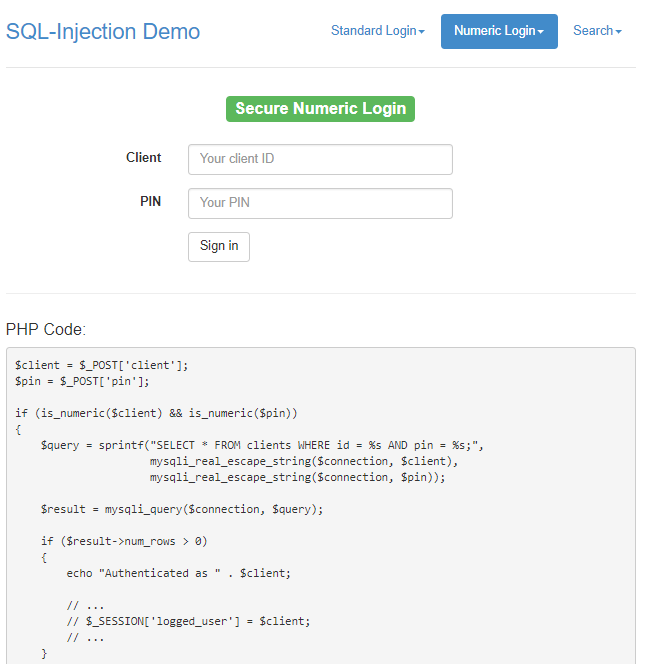 SQL-Injection Demo
Standard Login
Numeric Login
Search
Secure Numeric Login
Client
Your client ID
PIN
Your PIN
Sign in
PHP Code:
$client = $_POST['client'];
$pin = $_POST['pin'];
if (is_numeric($client) && is_numeric($pin))
{
    $query = sprintf("SELECT * FROM clients WHERE id = %s AND pin = %s;",
                     mysqli_real_escape_string($connection, $client),
                     mysqli_real_escape_string($connection, $pin));
    $result = mysqli_query($connection, $query);
    if ($result->num_rows > 0)
    {
        echo "Authenticated as " . $client;
        // ...
        // $_SESSION['logged_user'] = $client;
        // ...
    }